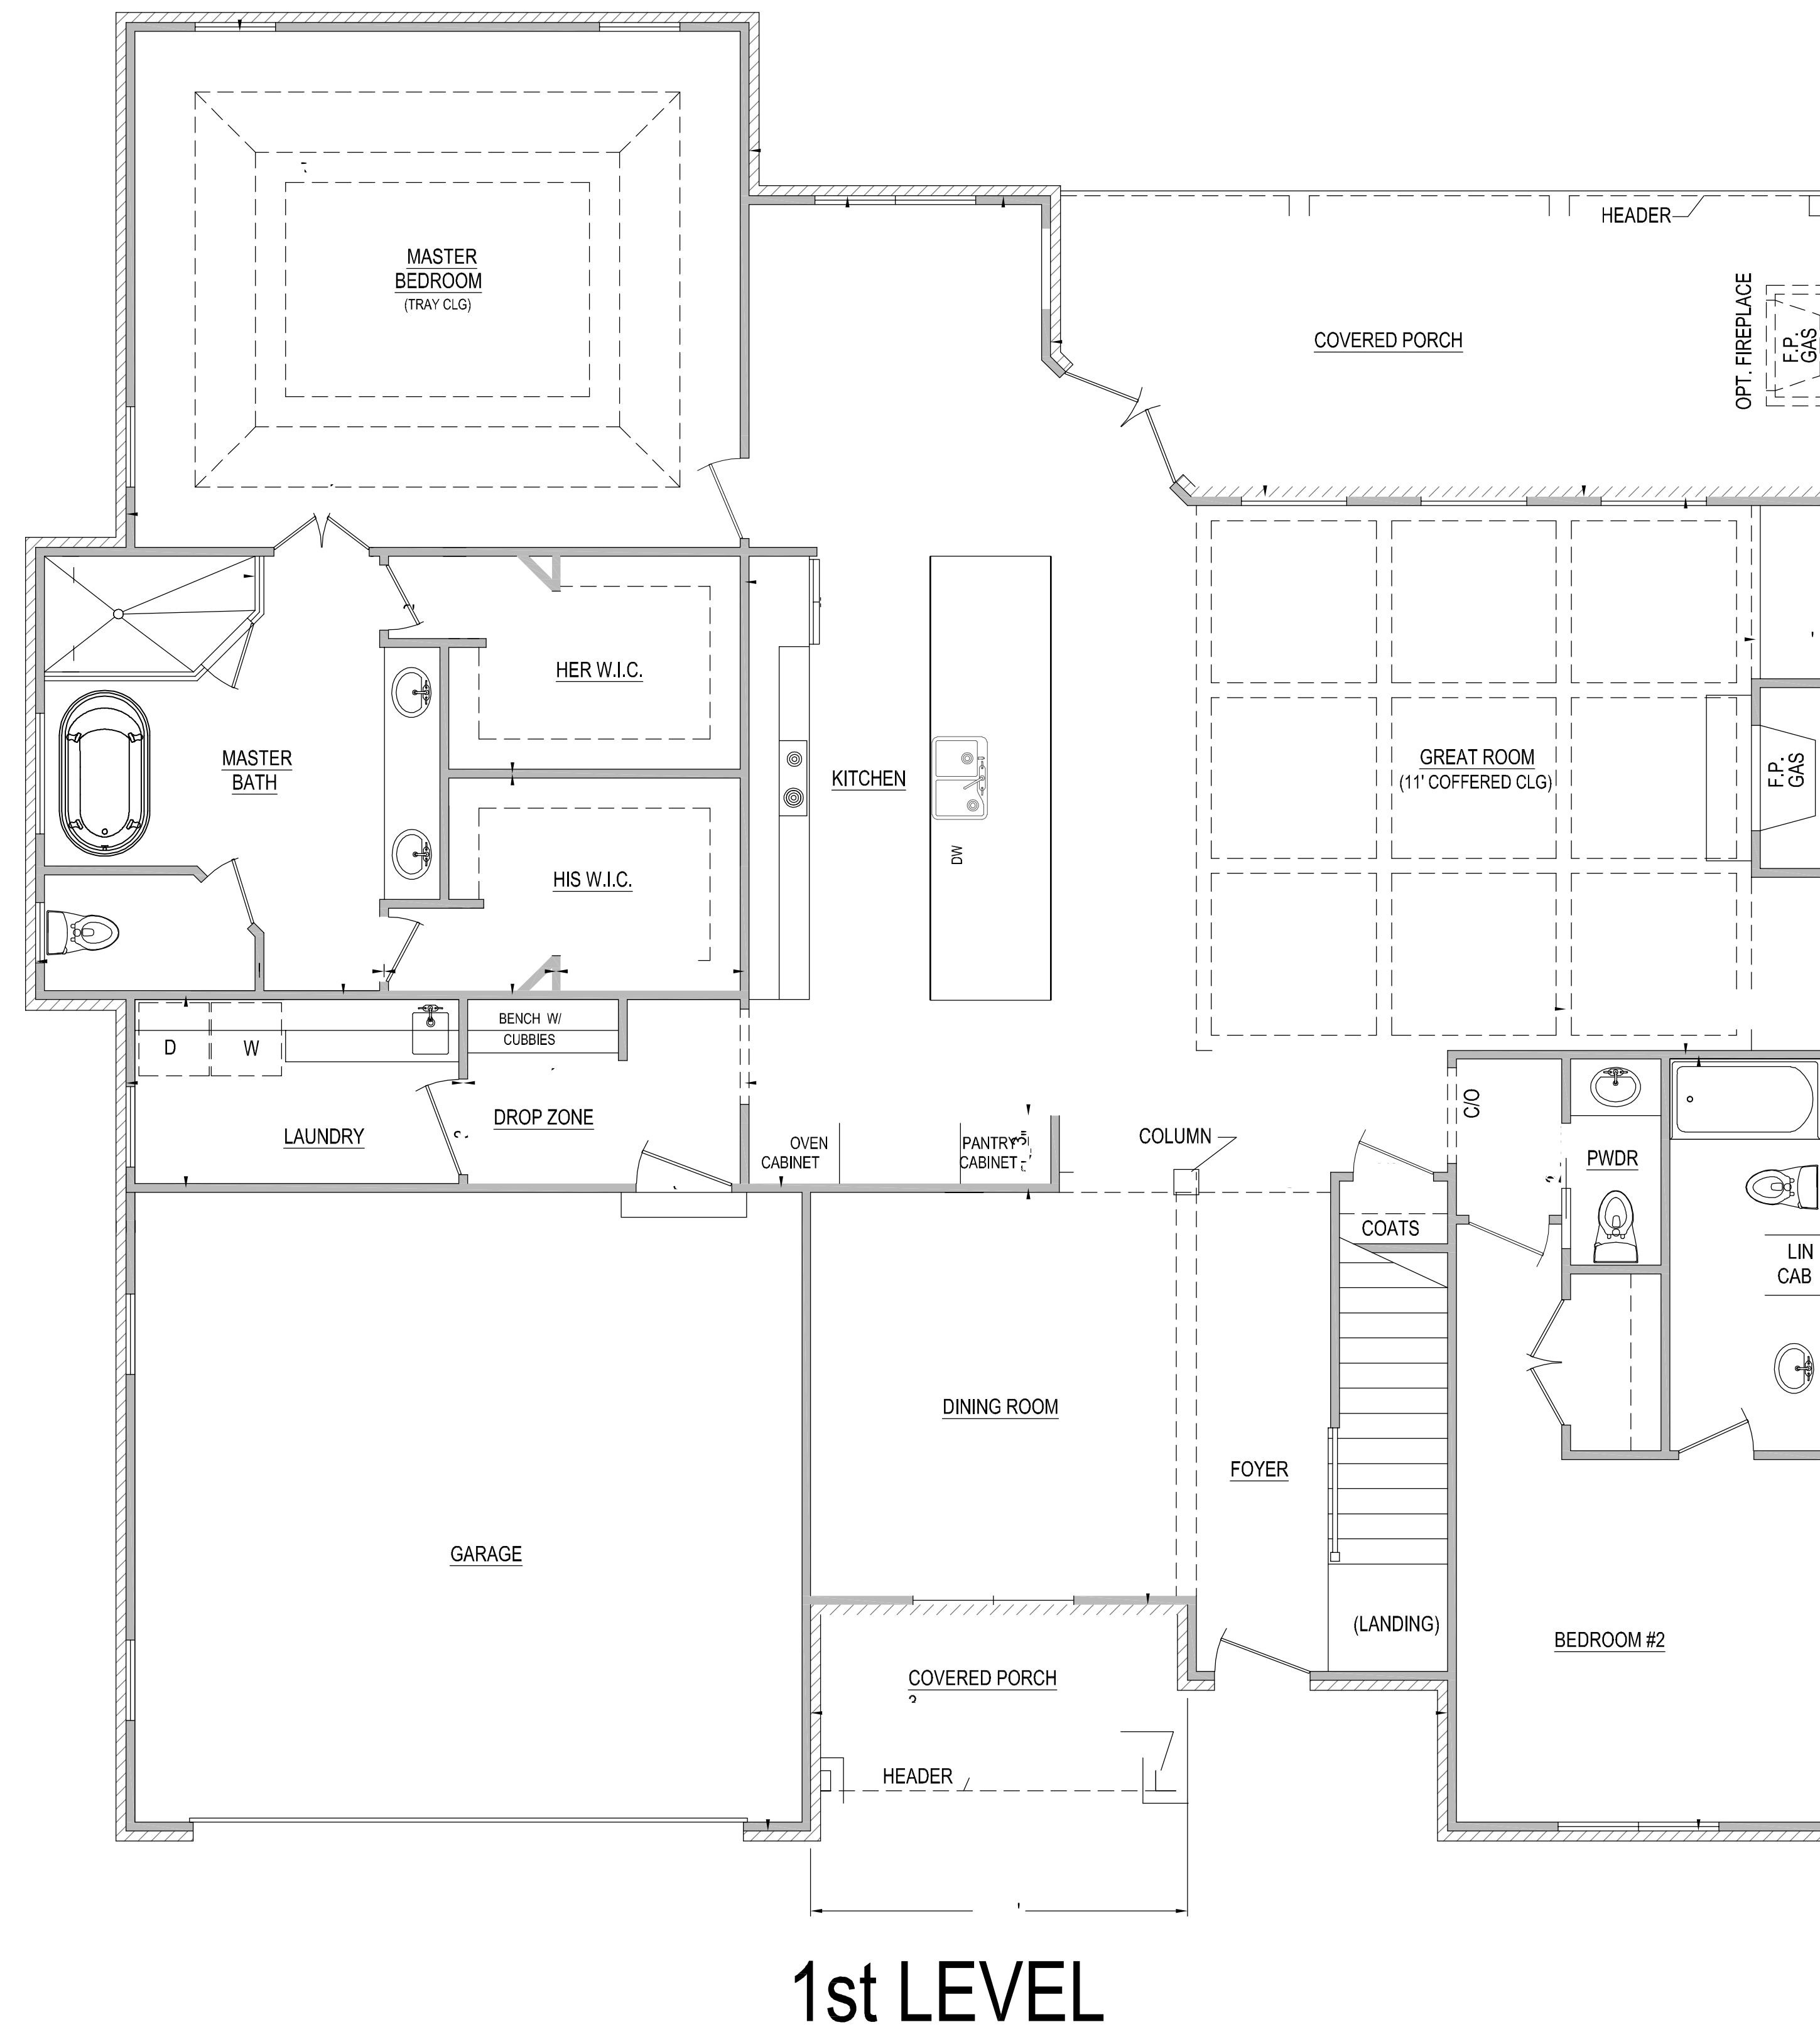 HEADER
MASTER
BEDROOM
(TRAY CLG)
COVERED PORCH
OPT. FIREPLACE
F.P.
GAS
HER W.I.C.
MASTER
BATH
KITCHEN
GREAT ROOM
(11' COFFERED CLG)
F.P.
GAS
DW
HIS W.I.C.
BENCH W/
CUBBIES
D
W
C/O
LAUNDRY
DROP ZONE
OVEN
CABINET
PANTRY
CABINET
3"
COLUMN
PWDR
COATS
LIN
CAB
DINING ROOM
FOYER
GARAGE
(LANDING)
BEDROOM #2
COVERED PORCH
HEADER
1st LEVEL